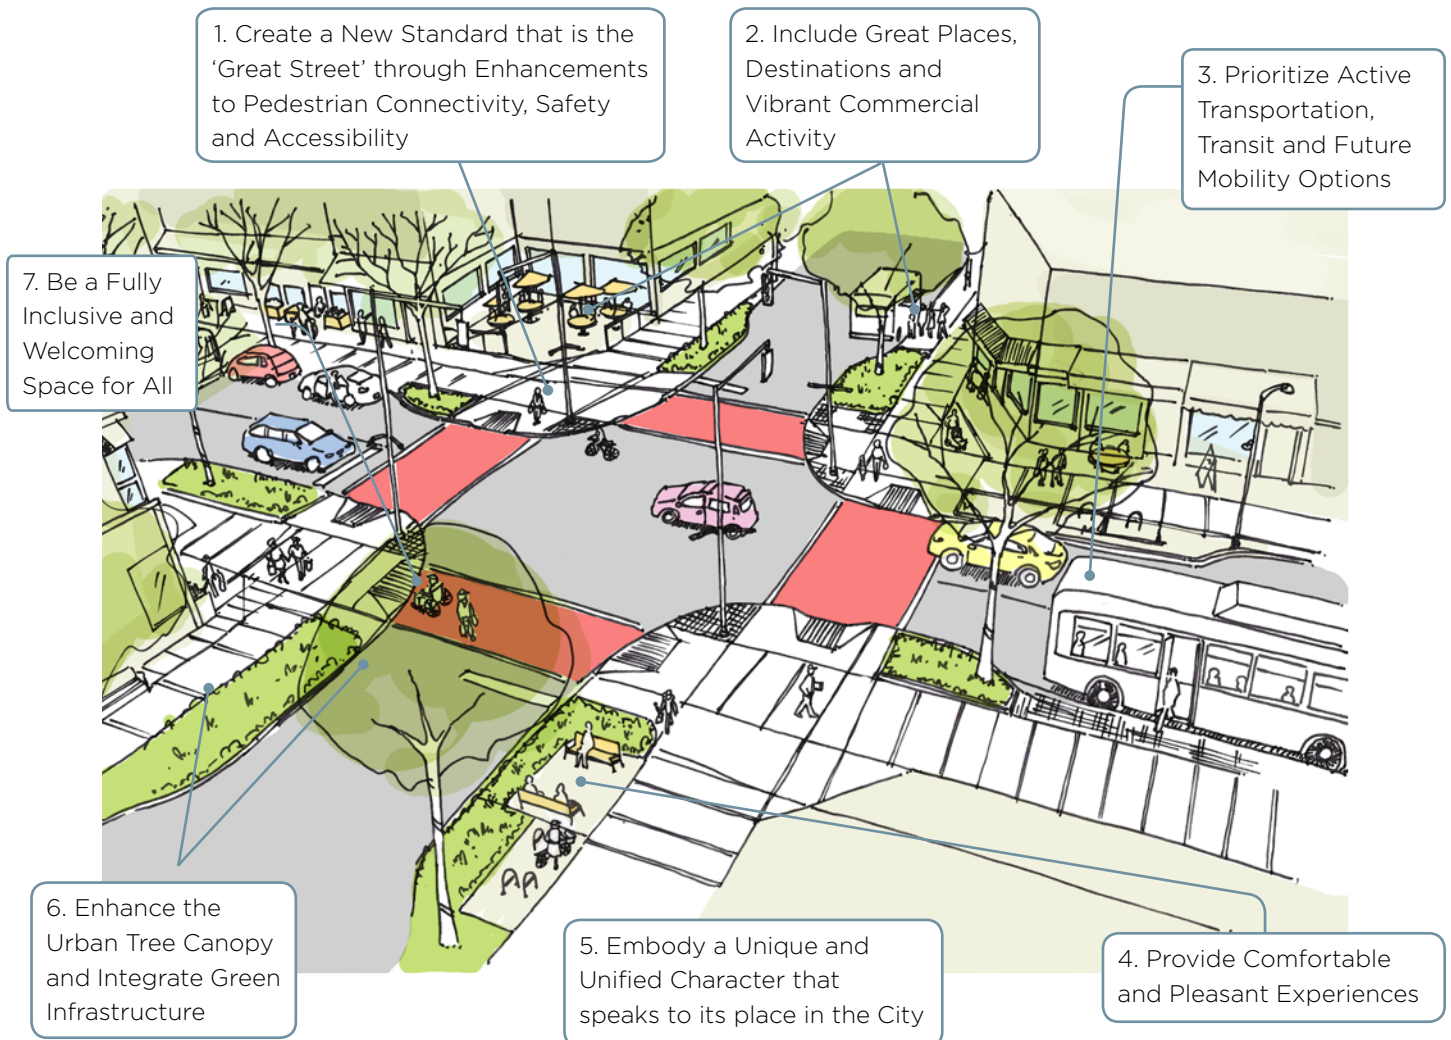 1. Create a New Standard that is the
‘Great Street’ through Enhancements
to Pedestrian Connectivity, Safety
and Accessibility
2. Include Great Places,
Destinations and
Vibrant Commercial
Activity
3. Prioritize Active
Transportation,
Transit and Future
Mobility Options
7. Be a Fully
Inclusive and
Welcoming
Space for All
6. Enhance the
Urban Tree Canopy
and Integrate Green
Infrastructure
5. Embody a Unique and
Unified Character that
speaks to its place in the City
4. Provide Comfortable
and Pleasant Experiences